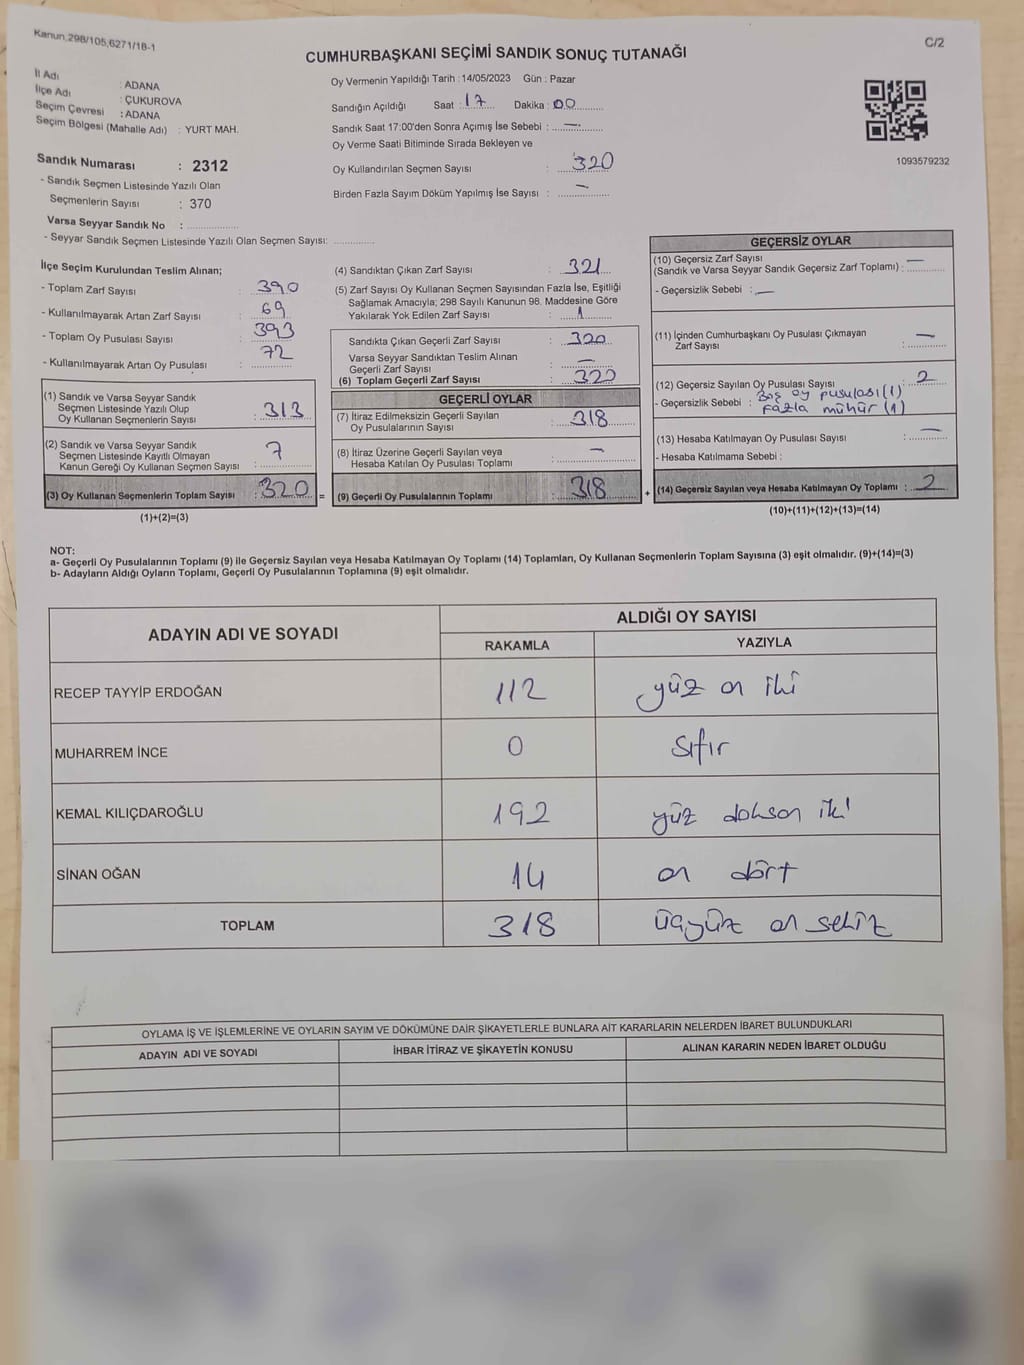 Kanun,298/105,6271/18-1
C/2
CUMHURBAŞKANI SEÇİMİ SANDIK SONUÇ TUTANAĞI
İl Adı : ADANA
İlçe Adı : ÇUKUROVA
Seçim Çevresi : ADANA
Seçim Bölgesi (Mahalle Adı) : YURT MAH.
Sandık Numarası : 2312
- Sandık Seçmen Listesinde Yazılı Olan
Seçmenlerin Sayısı : 370
Varsa Seyyar Sandık No :
- Seyyar Sandık Seçmen Listesinde Yazılı Olan Seçmen Sayısı:
Oy Vermenin Yapıldığı Tarih : 14/05/2023 Gün : Pazar
Sandığın Açıldığı Saat : 17 Dakika : 00
Sandık Saat 17:00'den Sonra Açımış İse Sebebi : —
Oy Verme Saati Bitiminde Sırada Bekleyen ve
Oy Kullandırılan Seçmen Sayısı : 320
Birden Fazla Sayım Döküm Yapılmış İse Sayısı : —
1093579232
İlçe Seçim Kurulundan Teslim Alınan;
- Toplam Zarf Sayısı : 390
- Kullanılmayarak Artan Zarf Sayısı : 69
- Toplam Oy Pusulası Sayısı : 393
- Kullanılmayarak Artan Oy Pusulası : 72
(1) Sandık ve Varsa Seyyar Sandık
Seçmen Listesinde Yazılı Olup
Oy Kullanan Seçmenlerin Sayısı : 313
(2) Sandık ve Varsa Seyyar Sandık
Seçmen Listesinde Kayıtlı Olmayan
Kanun Gereği Oy Kullanan Seçmen Sayısı : 7
(3) Oy Kullanan Seçmenlerin Toplam Sayısı : 320 =
(1)+(2)=(3)
(4) Sandıktan Çıkan Zarf Sayısı : 321
(5) Zarf Sayısı Oy Kullanan Seçmen Sayısından Fazla İse, Eşitliği
Sağlamak Amacıyla; 298 Sayılı Kanunun 98. Maddesine Göre
Yakılarak Yok Edilen Zarf Sayısı : 1
Sandıkta Çıkan Geçerli Zarf Sayısı : 320
Varsa Seyyar Sandıktan Teslim Alınan
Geçerli Zarf Sayısı : —
(6) Toplam Geçerli Zarf Sayısı : 320
GEÇERLİ OYLAR
(7) İtiraz Edilmeksizin Geçerli Sayılan
Oy Pusulalarının Sayısı : 318
(8) İtiraz Üzerine Geçerli Sayılan veya
Hesaba Katılan Oy Pusulası Toplamı : —
(9) Geçerli Oy Pusulalarının Toplamı : 318 +
GEÇERSİZ OYLAR
(10) Geçersiz Zarf Sayısı
(Sandık ve Varsa Seyyar Sandık Geçersiz Zarf Toplamı) : —
- Geçersizlik Sebebi : —
(11) İçinden Cumhurbaşkanı Oy Pusulası Çıkmayan
Zarf Sayısı : —
(12) Geçersiz Sayılan Oy Pusulası Sayısı : 2
- Geçersizlik Sebebi : Boş oy pusulası (1)
Fazla mühür (1)
(13) Hesaba Katılmayan Oy Pusulası Sayısı : —
- Hesaba Katılmama Sebebi :
(14) Geçersiz Sayılan veya Hesaba Katılmayan Oy Toplamı : 2
(10)+(11)+(12)+(13)=(14)
NOT:
a- Geçerli Oy Pusulalarının Toplamı (9) ile Geçersiz Sayılan veya Hesaba Katılmayan Oy Toplamı (14) Toplamları, Oy Kullanan Seçmenlerin Toplam Sayısına (3) eşit olmalıdır. (9)+(14)=(3)
b- Adayların Aldığı Oyların Toplamı, Geçerli Oy Pusulalarının Toplamına (9) eşit olmalıdır.
ADAYIN ADI VE SOYADI ALDIĞI OY SAYISI
RAKAMLA YAZIYLA
RECEP TAYYİP ERDOĞAN 112 yüz on iki
MUHARREM İNCE 0 sıfır
KEMAL KILIÇDAROĞLU 192 yüz doksan iki
SİNAN OĞAN 14 on dört
TOPLAM 318 üçyüz on sekiz
OYLAMA İŞ VE İŞLEMLERİNE VE OYLARIN SAYIM VE DÖKÜMÜNE DAİR ŞİKAYETLERLE BUNLARA AİT KARARLARIN NELERDEN İBARET BULUNDUKLARI
ADAYIN ADI VE SOYADI İHBAR İTİRAZ VE ŞİKAYETİN KONUSU ALINAN KARARIN NEDEN İBARET OLDUĞU